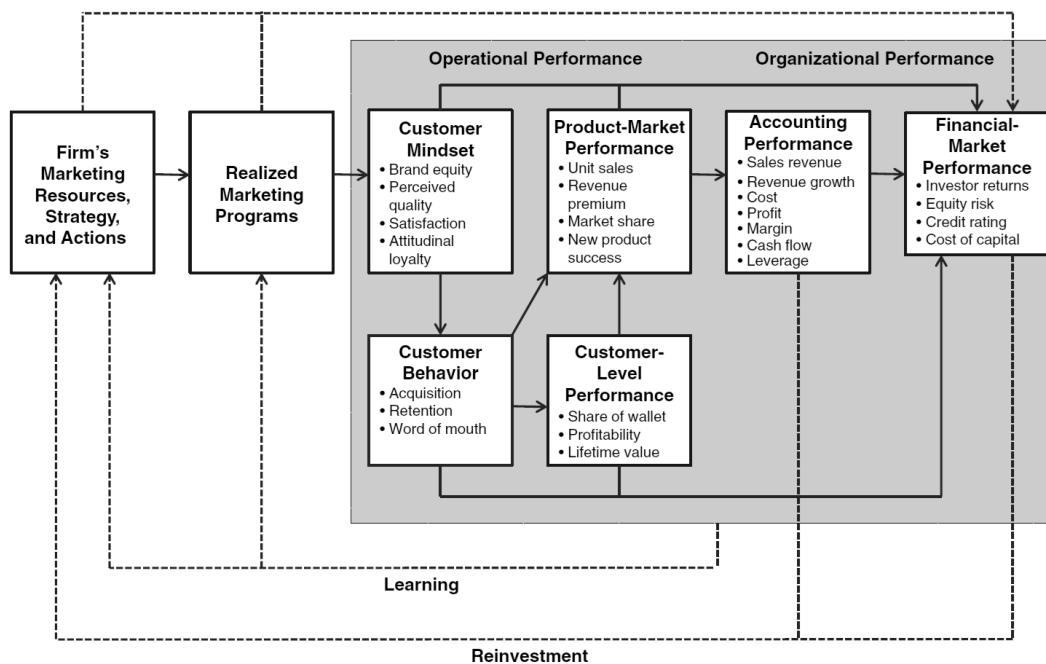 Operational Performance
Organizational Performance
Firm's
Marketing
Resources,
Strategy,
and Actions
Realized
Marketing
Programs
Customer
Mindset
• Brand equity
• Perceived
quality
• Satisfaction
• Attitudinal
loyalty
Product-Market
Performance
• Unit sales
• Revenue
premium
• Market share
• New product
success
Accounting
Performance
• Sales revenue
• Revenue growth
• Cost
• Profit
• Margin
• Cash flow
• Leverage
Financial-
Market
Performance
• Investor returns
• Equity risk
• Credit rating
• Cost of capital
Customer
Behavior
• Acquisition
• Retention
• Word of mouth
Customer-
Level
Performance
• Share of wallet
• Profitability
• Lifetime value
Learning
Reinvestment